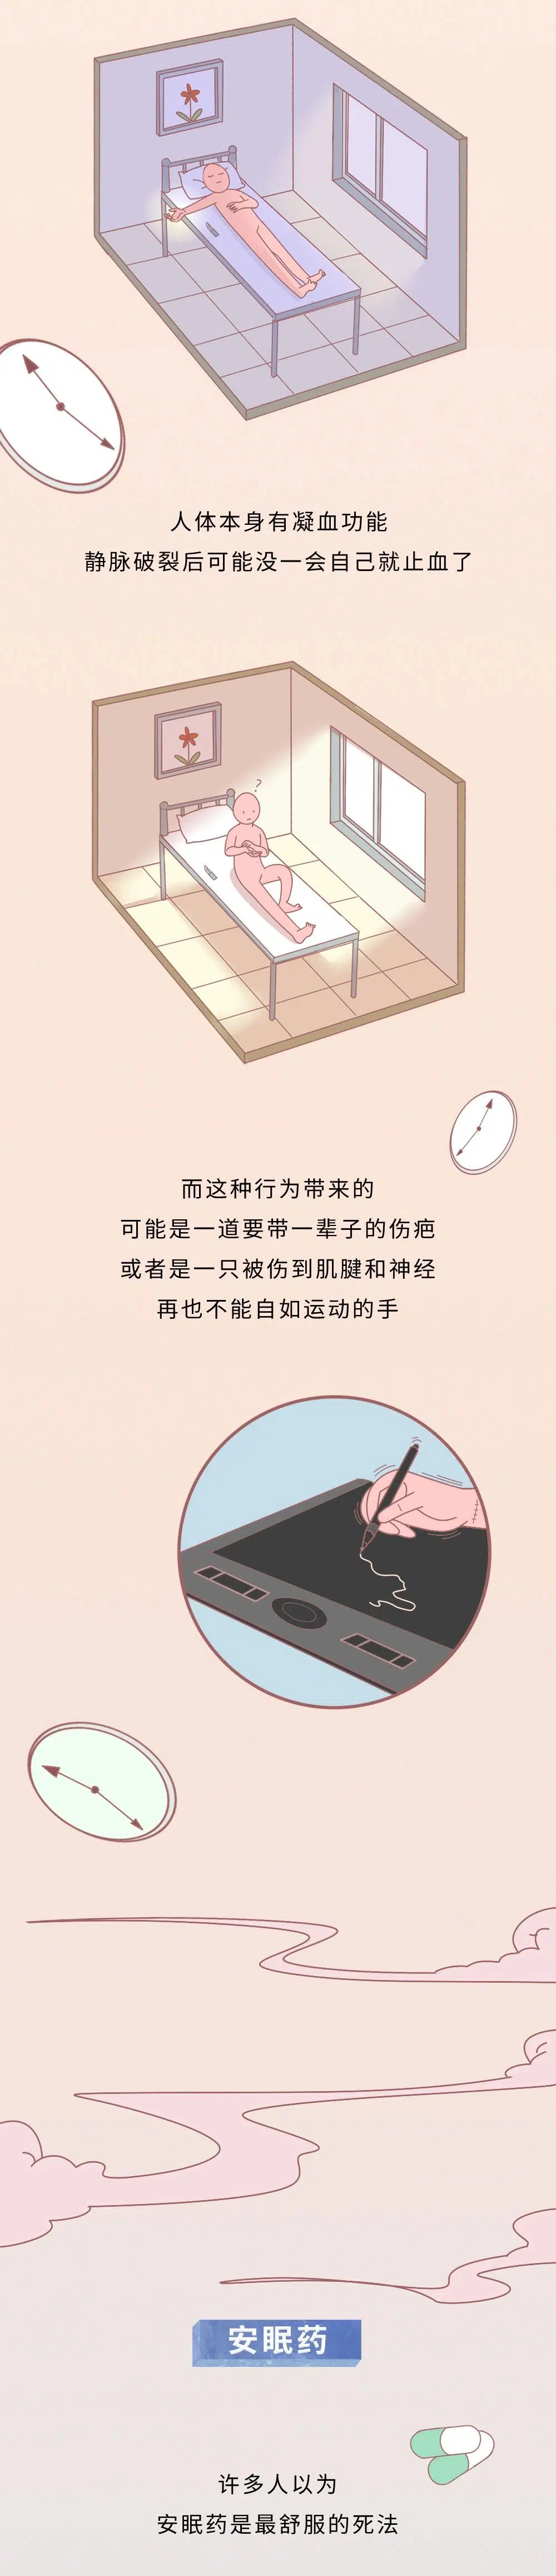 人体本身有凝血功能
静脉破裂后可能没一会自己就止血了
?
而这种行为带来的
可能是一道要带一辈子的伤疤
或者是一只被伤到肌腱和神经
再也不能自如运动的手
安眠药
许多人以为
安眠药是最舒服的死法